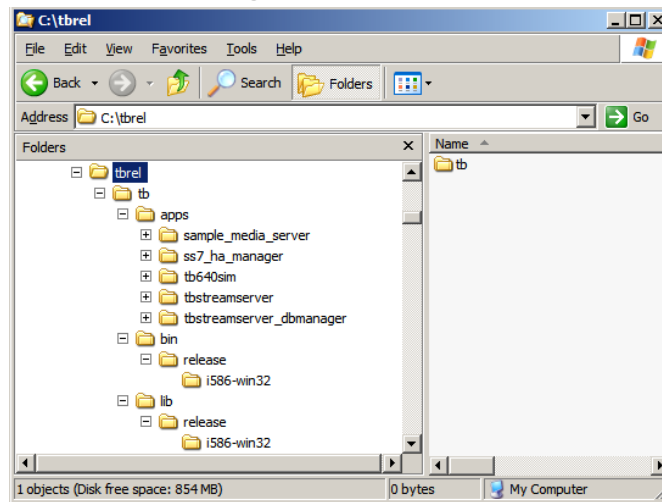 C:\tbrel
File Edit View Favorites Tools Help
Back Search Folders
Address C:\tbrel Go
Folders
Name
tbrel
tb
apps
sample_media_server
ss7_ha_manager
tb640sim
tbstreamserver
tbstreamserver_dbmanager
bin
release
i586-win32
lib
release
i586-win32
tb
1 objects (Disk free space: 854 MB) 0 bytes My Computer